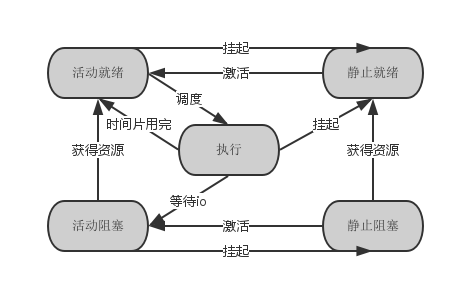 挂起
活动就绪
激活
静止就绪
调度
时间片用完
挂起
执行
获得资源
获得资源
等待io
活动阻塞
激活
静止阻塞
挂起